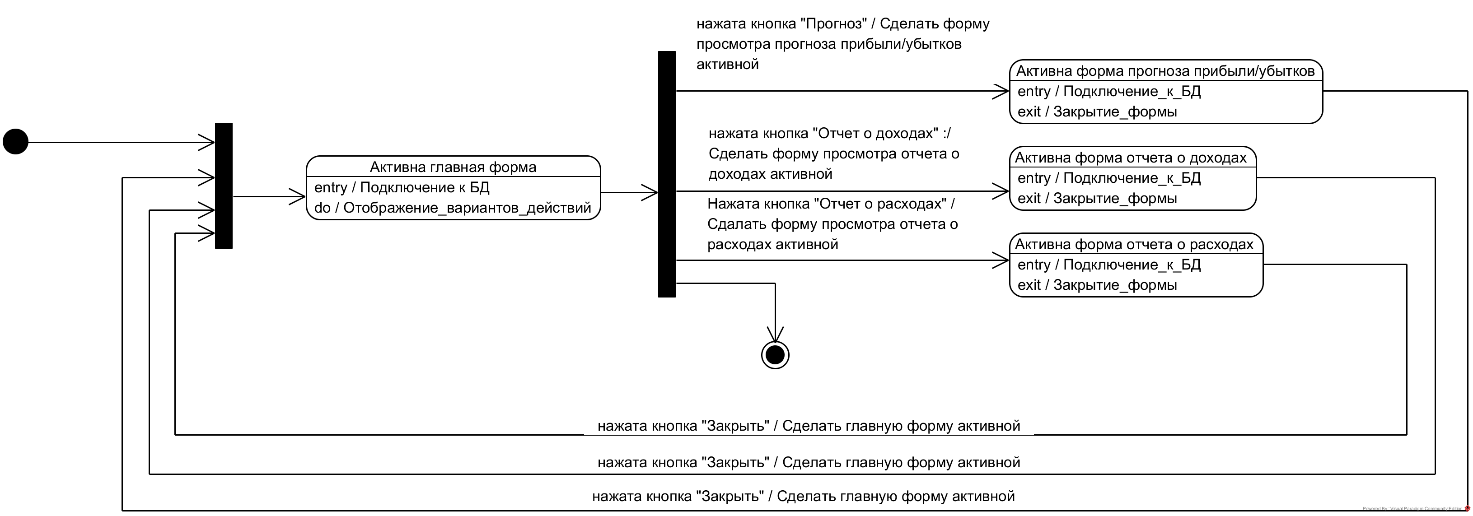 нажата кнопка "Прогноз" / Сделать форму
просмотра прогноза прибыли/убытков
активной
Активна форма прогноза прибыли/убытков
entry / Подключение_к_БД
exit / Закрытие_формы
нажата кнопка "Отчет о доходах" :/
Сделать форму просмотра отчета о
доходах активной
Активна форма отчета о доходах
entry / Подключение_к_БД
exit / Закрытие_формы
Активна главная форма
entry / Подключение к БД
do / Отображение_вариантов_действий
Нажата кнопка "Отчет о расходах" /
Сдалать форму просмотра отчета о
расходах активной
Активна форма отчета о расходах
entry / Подключение_к_БД
exit / Закрытие_формы
нажата кнопка "Закрыть" / Сделать главную форму активной
нажата кнопка "Закрыть" / Сделать главную форму активной
нажата кнопка "Закрыть" / Сделать главную форму активной